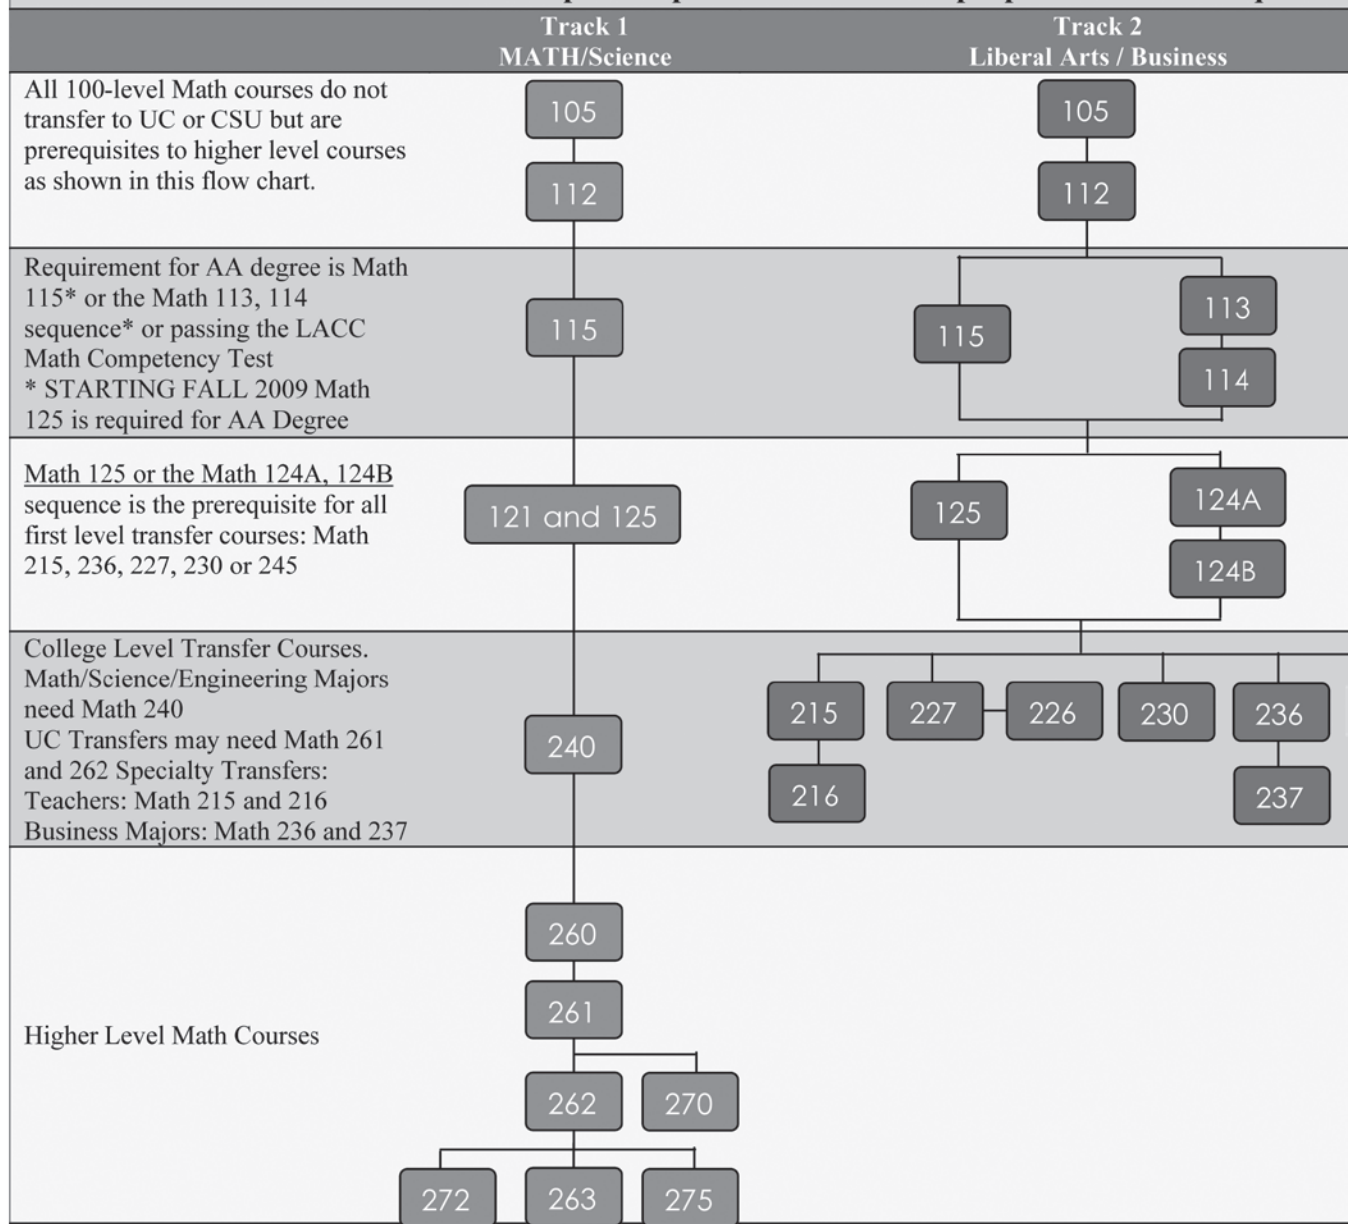 Track 1
MATH/Science
Track 2
Liberal Arts / Business
All 100-level Math courses do not
transfer to UC or CSU but are
prerequisites to higher level courses
as shown in this flow chart.
105
112
105
112
Requirement for AA degree is Math
115* or the Math 113, 114
sequence* or passing the LACC
Math Competency Test
* STARTING FALL 2009 Math
125 is required for AA Degree
115
115
113
114
Math 125 or the Math 124A, 124B
sequence is the prerequisite for all
first level transfer courses: Math
215, 236, 227, 230 or 245
121 and 125
125
124A
124B
College Level Transfer Courses.
Math/Science/Engineering Majors
need Math 240
UC Transfers may need Math 261
and 262 Specialty Transfers:
Teachers: Math 215 and 216
Business Majors: Math 236 and 237
240
215
227
226
230
236
216
237
Higher Level Math Courses
260
261
262
270
272
263
275